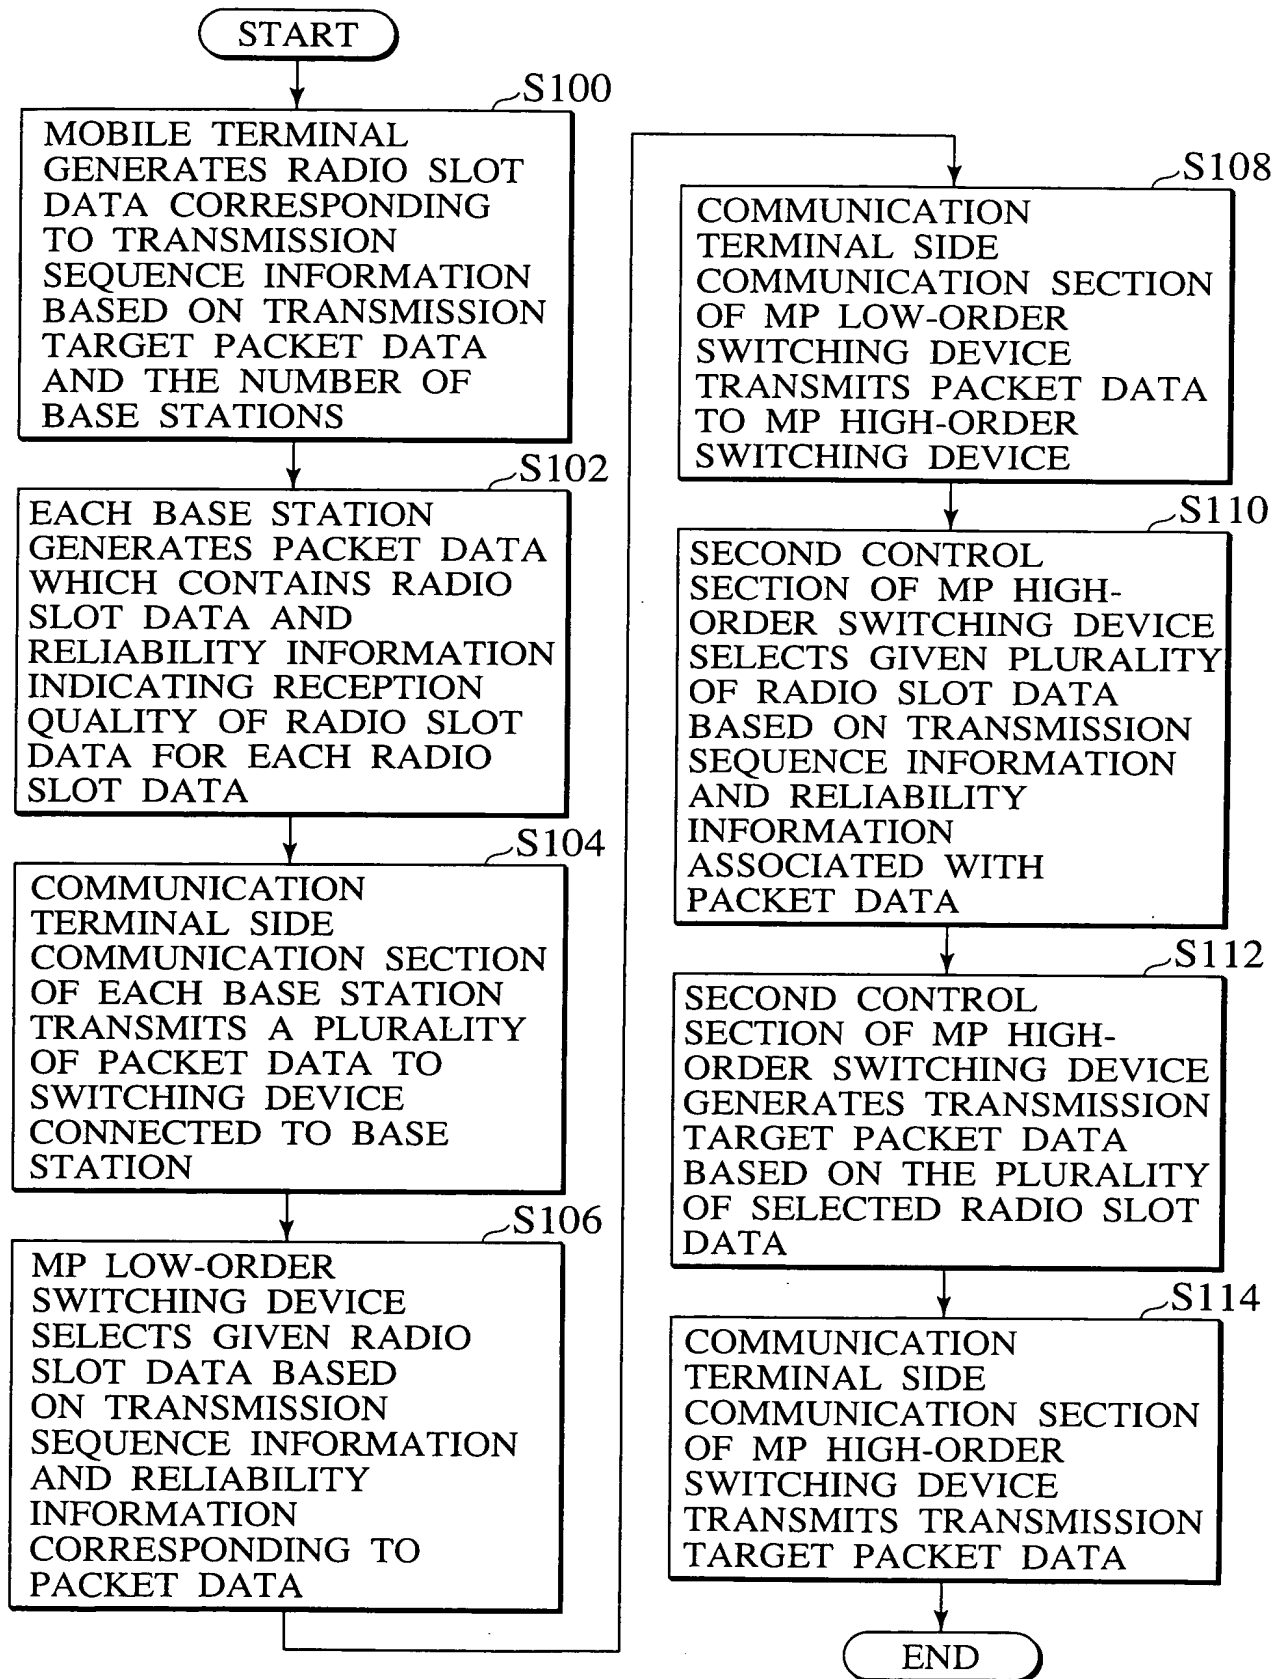 START
S100
MOBILE TERMINAL
GENERATES RADIO SLOT
DATA CORRESPONDING
TO TRANSMISSION
SEQUENCE INFORMATION
BASED ON TRANSMISSION
TARGET PACKET DATA
AND THE NUMBER OF
BASE STATIONS
S102
EACH BASE STATION
GENERATES PACKET DATA
WHICH CONTAINS RADIO
SLOT DATA AND
RELIABILITY INFORMATION
INDICATING RECEPTION
QUALITY OF RADIO SLOT
DATA FOR EACH RADIO
SLOT DATA
S104
COMMUNICATION
TERMINAL SIDE
COMMUNICATION SECTION
OF EACH BASE STATION
TRANSMITS A PLURALITY
OF PACKET DATA TO
SWITCHING DEVICE
CONNECTED TO BASE
STATION
S106
MP LOW-ORDER
SWITCHING DEVICE
SELECTS GIVEN RADIO
SLOT DATA BASED
ON TRANSMISSION
SEQUENCE INFORMATION
AND RELIABILITY
INFORMATION
CORRESPONDING TO
PACKET DATA
S108
COMMUNICATION
TERMINAL SIDE
COMMUNICATION SECTION
OF MP LOW-ORDER
SWITCHING DEVICE
TRANSMITS PACKET DATA
TO MP HIGH-ORDER
SWITCHING DEVICE
S110
SECOND CONTROL
SECTION OF MP HIGH-
ORDER SWITCHING DEVICE
SELECTS GIVEN PLURALITY
OF RADIO SLOT DATA
BASED ON TRANSMISSION
SEQUENCE INFORMATION
AND RELIABILITY
INFORMATION
ASSOCIATED WITH
PACKET DATA
S112
SECOND CONTROL
SECTION OF MP HIGH-
ORDER SWITCHING DEVICE
GENERATES TRANSMISSION
TARGET PACKET DATA
BASED ON THE PLURALITY
OF SELECTED RADIO SLOT
DATA
S114
COMMUNICATION
TERMINAL SIDE
COMMUNICATION SECTION
OF MP HIGH-ORDER
SWITCHING DEVICE
TRANSMITS TRANSMISSION
TARGET PACKET DATA
END